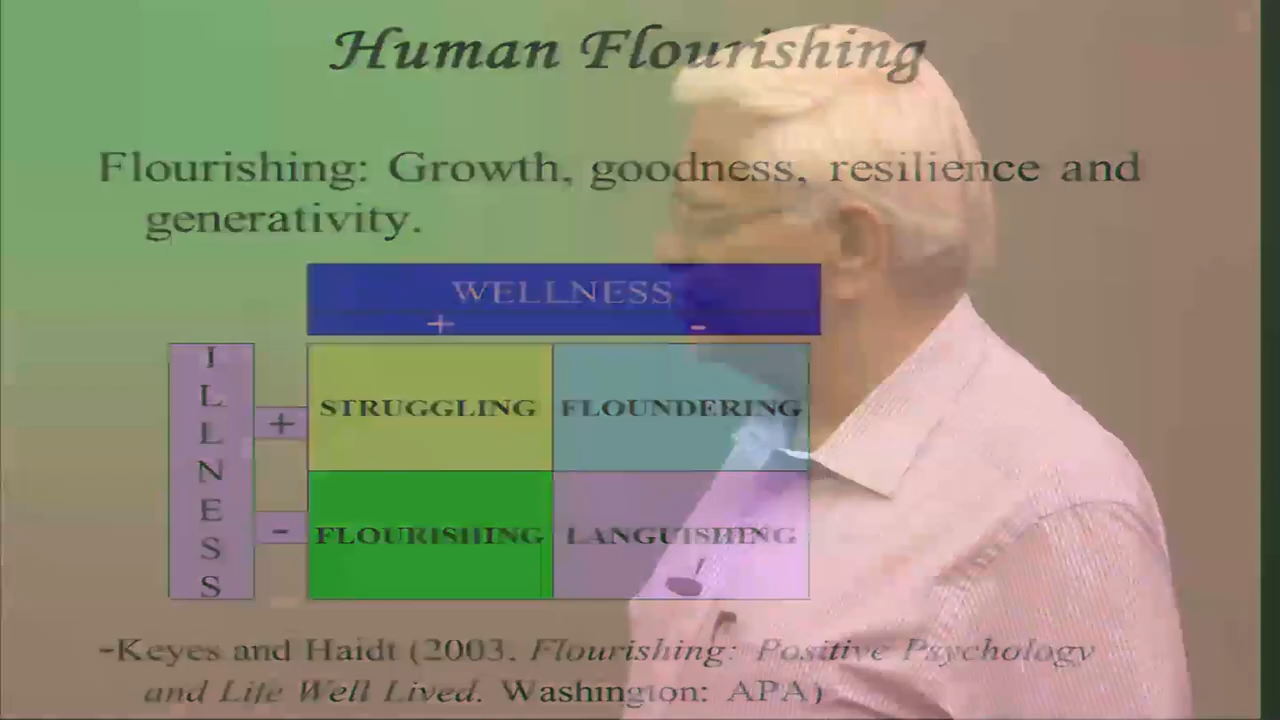 Human Flourishing
Flourishing: Growth, goodness, resilience and
generativity.
WELLNESS
+ -
ILLNESS
+ STRUGGLING FLOUNDERING
- FLOURISHING LANGUISHING
-Keyes and Haidt (2003. Flourishing: Positive Psychology
and Life Well Lived. Washington: APA)